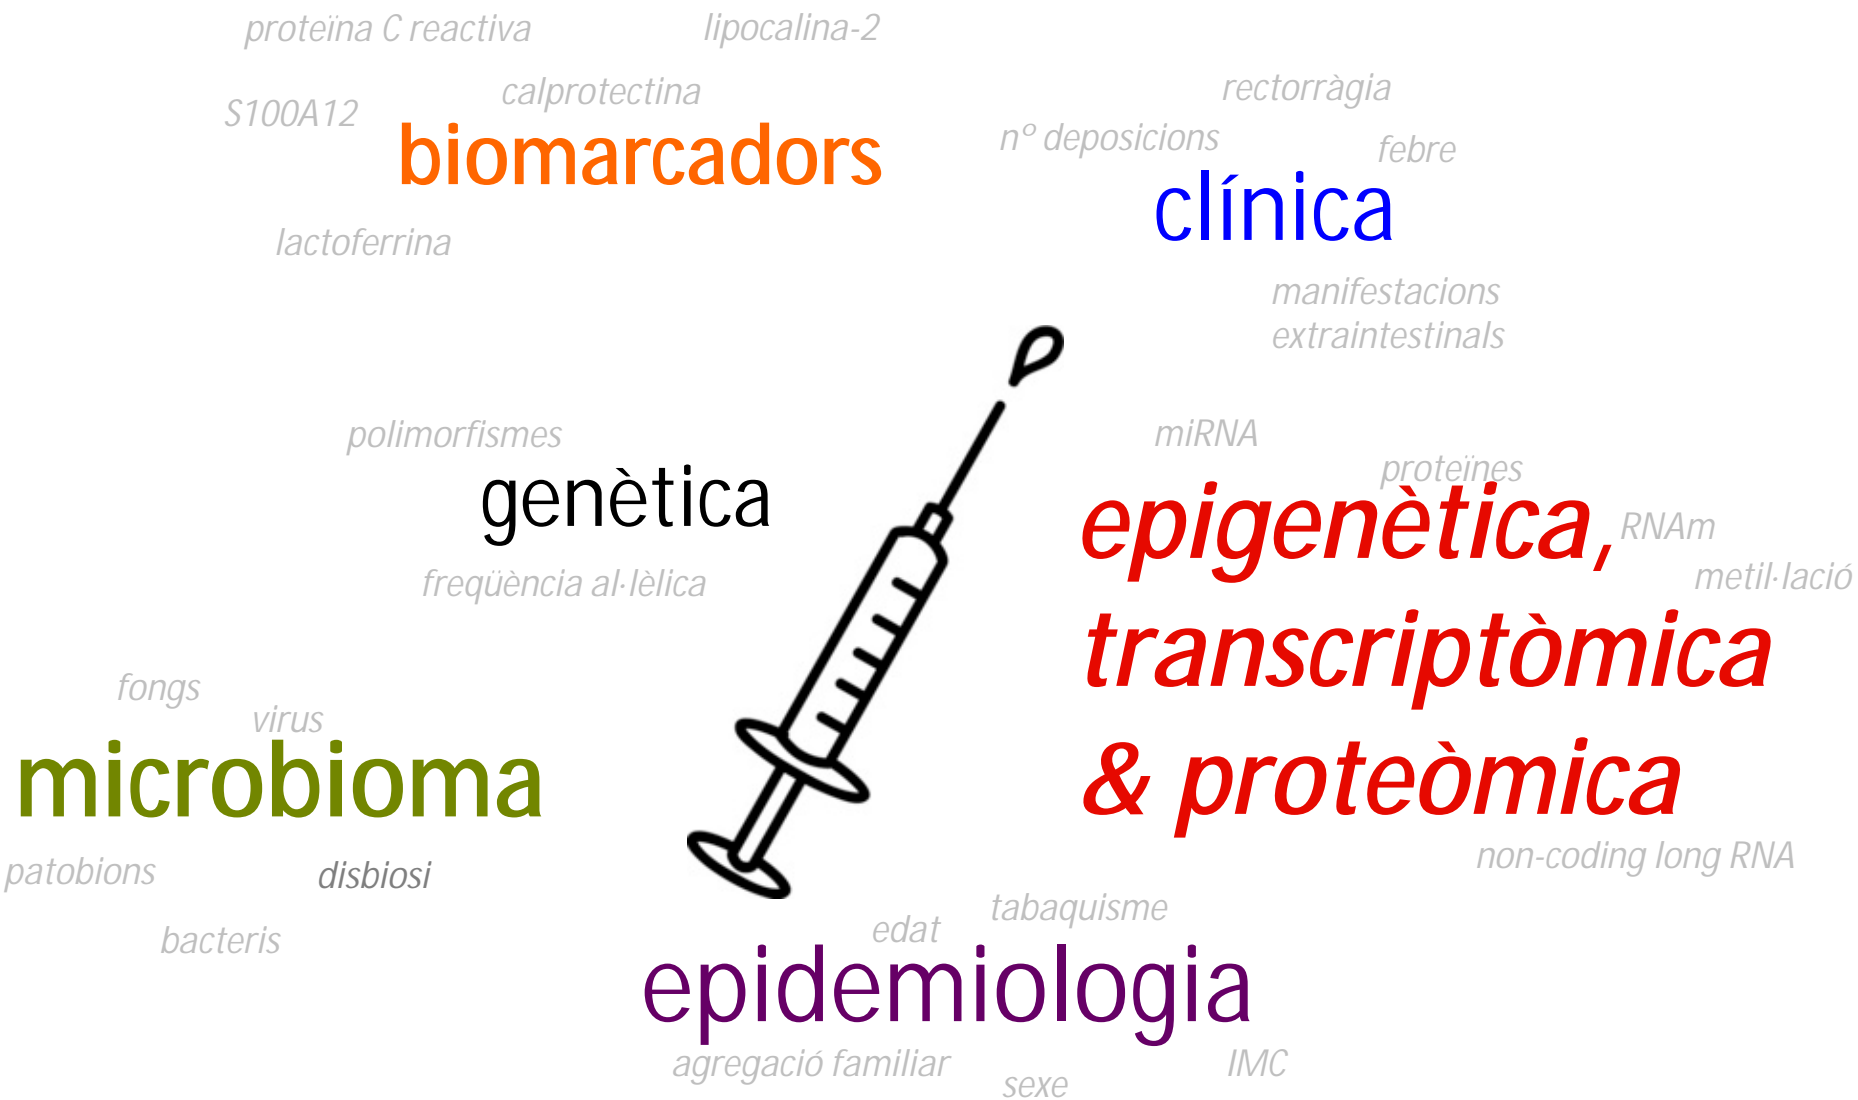 proteïna C reactiva
lipocalina-2
S100A12
calprotectina
biomarcadors
lactoferrina
rectorràgia
nº deposicions
febre
clínica
manifestacions
extraintestinals
polimorfismes
genètica
freqüència al·lèlica
miRNA
proteïnes
epigenètica, RNAm
metil·lació
transcriptòmica
& proteòmica
non-coding long RNA
fongs
virus
microbioma
patobions
disbiosi
bacteris
edat
tabaquisme
epidemiologia
agregació familiar
sexe
IMC